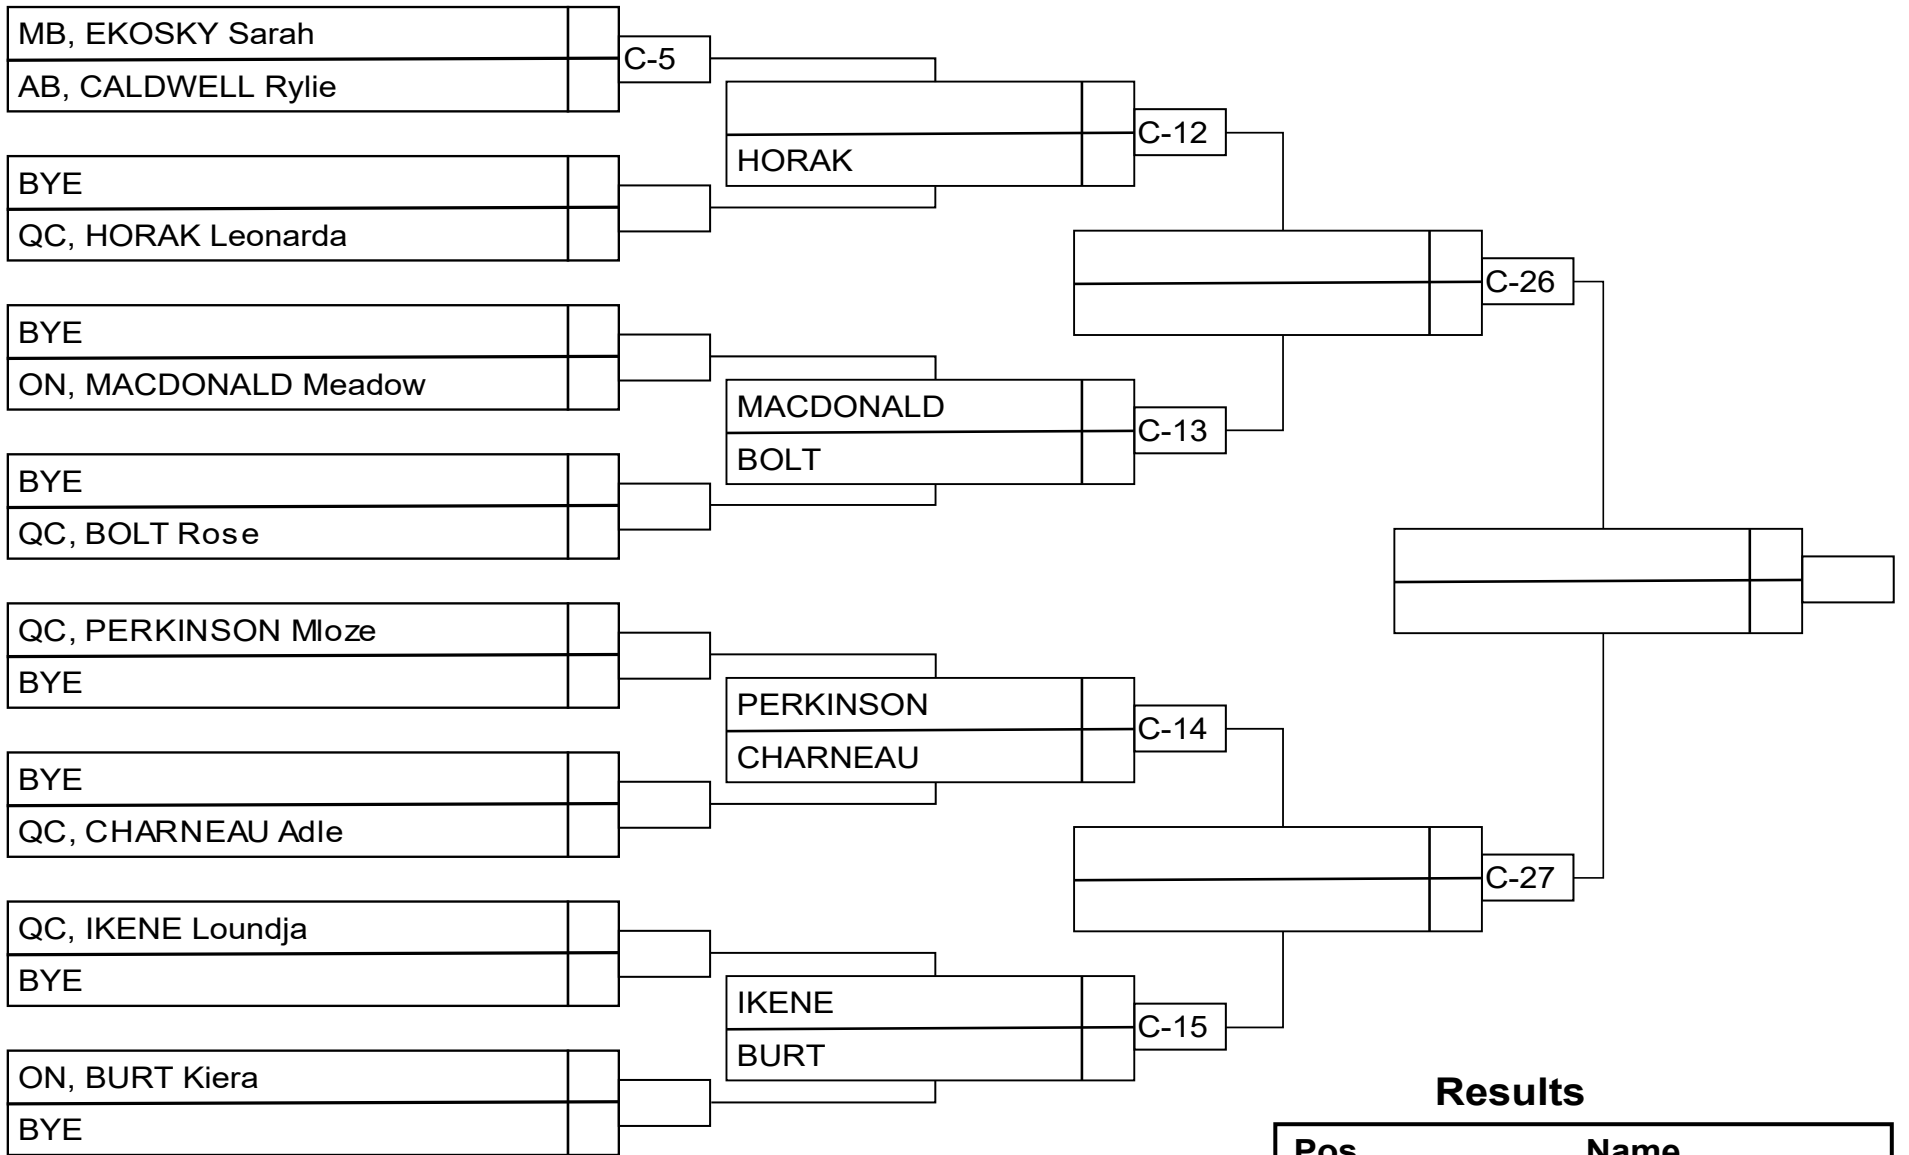 MB, EKOSKY Sarah
AB, CALDWELL Rylie
C-5
BYE
QC, HORAK Leonarda
HORAK
C-12
BYE
ON, MACDONALD Meadow
BYE
QC, BOLT Rose
MACDONALD
BOLT
C-13
C-26
QC, PERKINSON Mloze
BYE
BYE
QC, CHARNEAU Adle
PERKINSON
CHARNEAU
C-14
QC, IKENE Loundja
BYE
ON, BURT Kiera
BYE
IKENE
BURT
C-15
C-27
Results
Pos Name